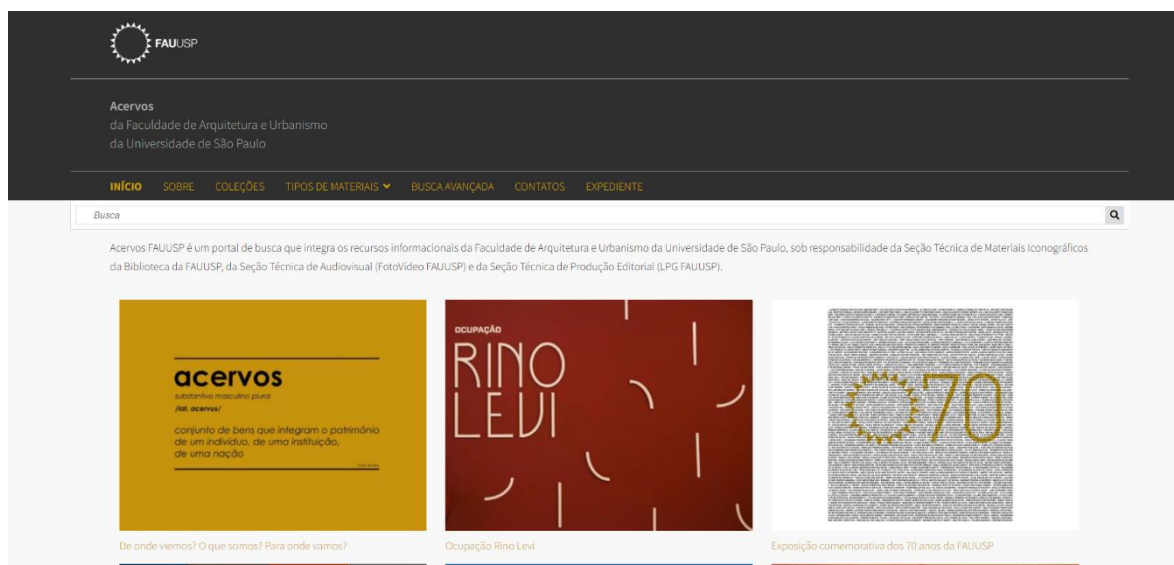 FAUUSP
Acervos
da Faculdade de Arquitetura e Urbanismo
da Universidade de São Paulo
INÍCIO SOBRE COLEÇÕES TIPOS DE MATERIAIS BUSCA AVANÇADA CONTATOS EXPEDIENTE
Busca
Acervos FAUUSP é um portal de busca que integra os recursos informacionais da Faculdade de Arquitetura e Urbanismo da Universidade de São Paulo, sob responsabilidade da Seção Técnica de Materiais Iconográficos
da Biblioteca da FAUUSP, da Seção Técnica de Audiovisual (FotoVídeo FAUUSP) e da Seção Técnica de Produção Editorial (LPG FAUUSP).
acervos
substantivo masculino plural
/lat. acervus/
conjunto de bens que integram o patrimônio
de um indivíduo, de uma instituição,
de uma nação
OCUPAÇÃO
RINO
LEVI
70
De onde viemos? O que somos? Para onde vamos?
Ocupação Rino Levi
Exposição comemorativa dos 70 anos da FAUUSP